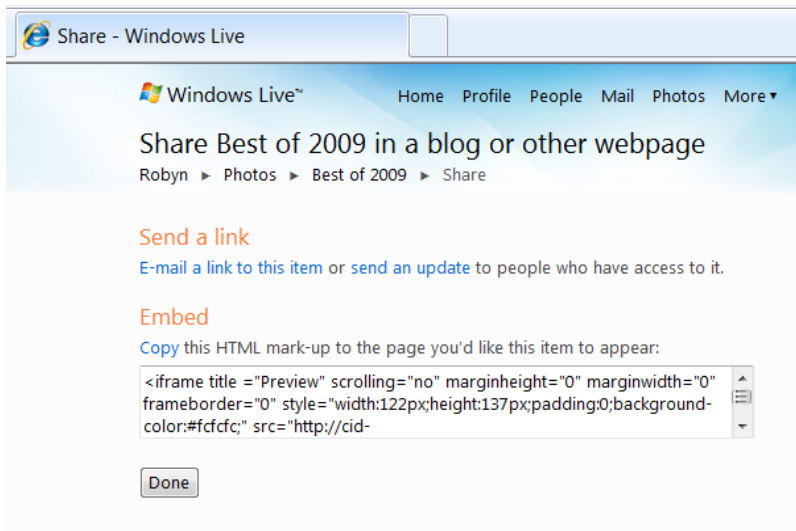 Share - Windows Live
Windows Live™ Home Profile People Mail Photos More ▾
Share Best of 2009 in a blog or other webpage
Robyn ▸ Photos ▸ Best of 2009 ▸ Share
Send a link
E-mail a link to this item or send an update to people who have access to it.
Embed
Copy this HTML mark-up to the page you'd like this item to appear:
<iframe title ="Preview" scrolling="no" marginheight="0" marginwidth="0"
frameborder="0" style="width:122px;height:137px;padding:0;background-
color:#fcfcfc;" src="http://cid-
Done